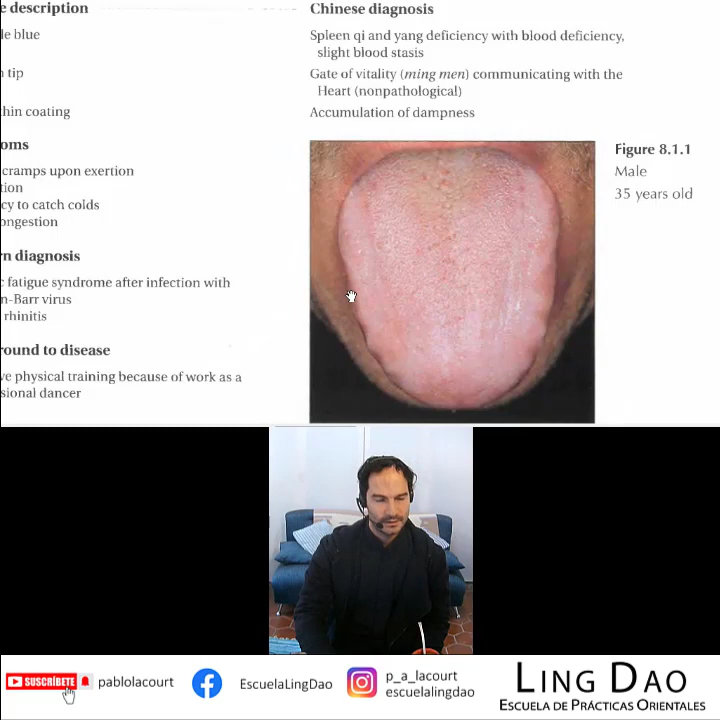 e description
le blue
n tip
thin coating
oms
cramps upon exertion
tion
cy to catch colds
ongestion
n diagnosis
c fatigue syndrome after infection with
n-Barr virus
rhinitis
round to disease
ve physical training because of work as a
sional dancer
Chinese diagnosis
Spleen qi and yang deficiency with blood deficiency,
slight blood stasis
Gate of vitality (ming men) communicating with the
Heart (nonpathological)
Accumulation of dampness
Figure 8.1.1
Male
35 years old
SUSCRÍBETE
pablolacourt
EscuelaLingDao
p_a_lacourt
escuelalingdao
LING DAO
ESCUELA DE PRÁCTICAS ORIENTALES